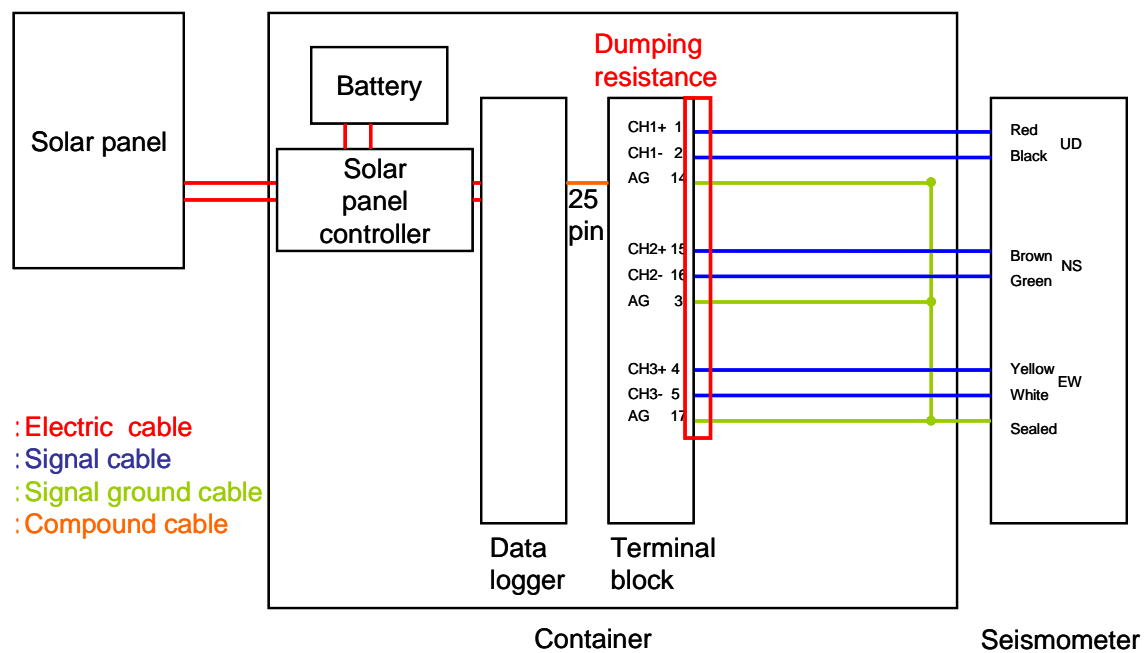 Dumping
resistance
Battery
Solar panel
Solar
panel
controller
25
pin
CH1+ 1
CH1- 2
AG 14
CH2+ 15
CH2- 16
AG 3
CH3+ 4
CH3- 5
AG 17
Red
Black
UD
Brown
Green
NS
Yellow
White
EW
Sealed
:Electric cable
:Signal cable
:Signal ground cable
:Compound cable
Data
logger
Terminal
block
Container
Seismometer